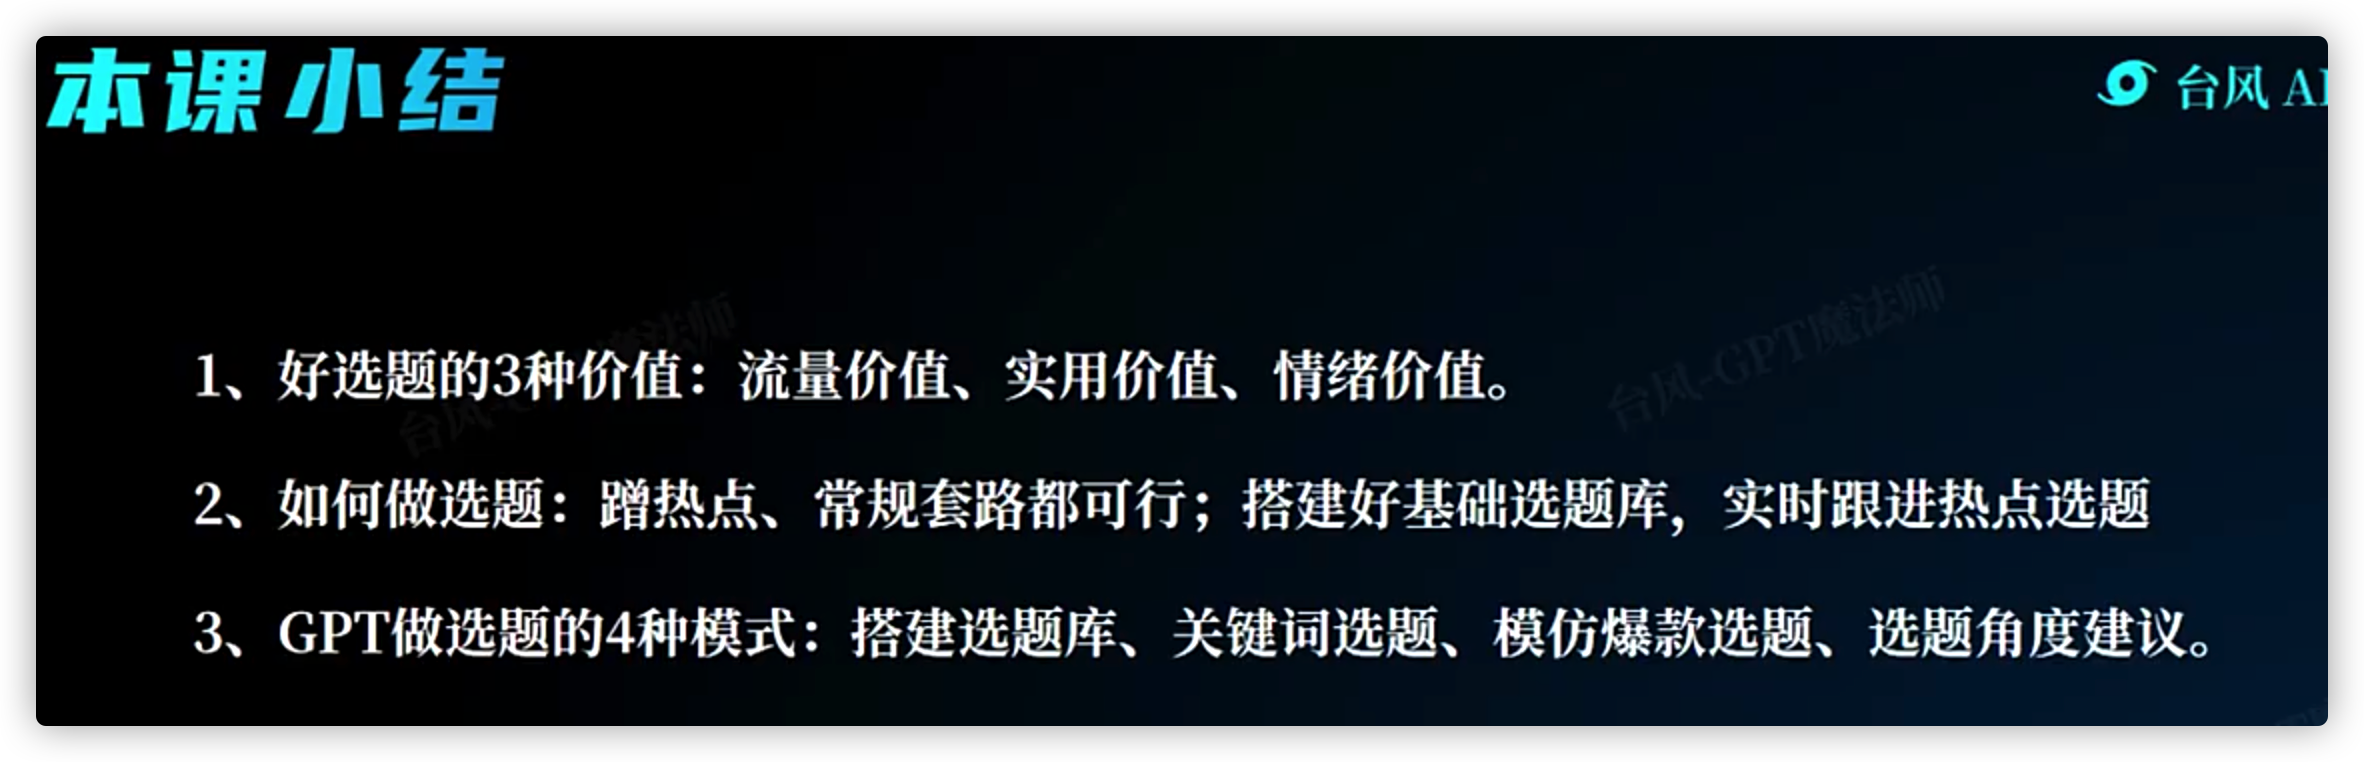 本课小结
台风 AI
1、好选题的3种价值：流量价值、实用价值、情绪价值。
2、如何做选题：蹭热点、常规套路都可行；搭建好基础选题库，实时跟进热点选题
3、GPT做选题的4种模式：搭建选题库、关键词选题、模仿爆款选题、选题角度建议。
台风-GPT魔法师